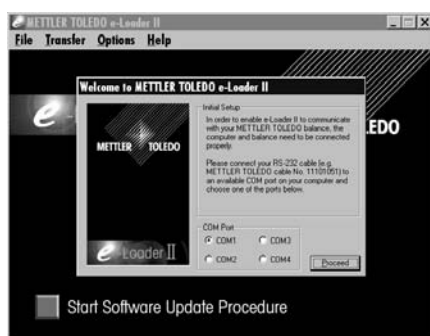 METTLER TOLEDO e-Loader II
File Transfer Options Help
Welcome to METTLER TOLEDO e-Loader II
Initial Setup
In order to enable e-Loader II to communicate
with your METTLER TOLEDO balance, the
computer and balance need to be connected
properly.
Please connect your RS-232 cable (e.g.
METTLER TOLEDO cable No. 11101051) to
an available COM port on your computer and
choose one of the ports below.
METTLER TOLEDO
e-Loader II
COM Port
COM1 COM3
COM2 COM4
Proceed
e
LEDO
Start Software Update Procedure